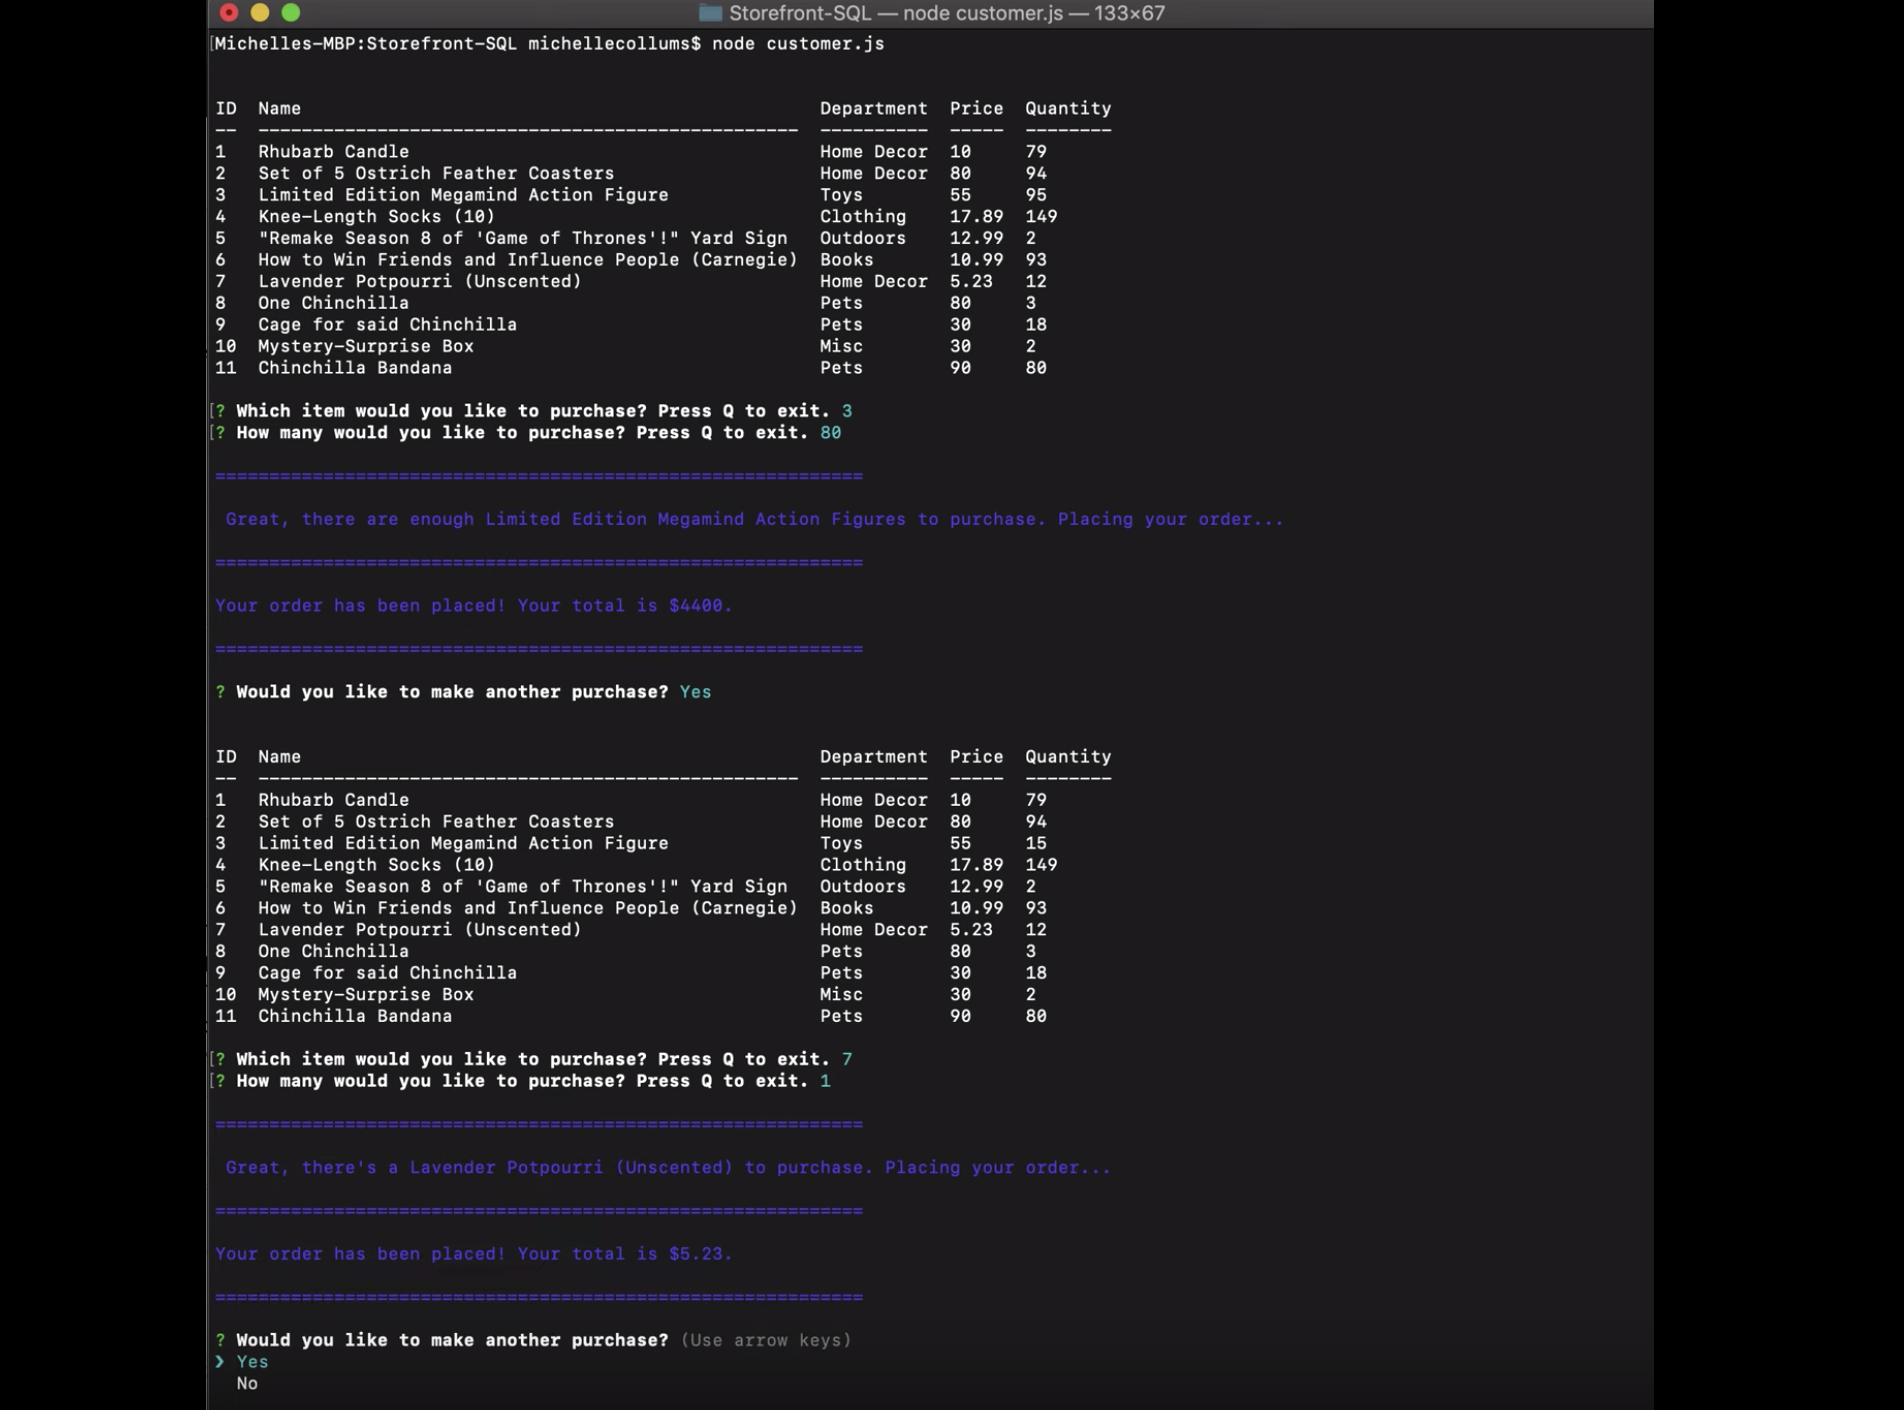 Storefront-SQL — node customer.js — 133×67
[Michelles-MBP:Storefront-SQL michellecollums$ node customer.js
ID  Name                                                Department  Price  Quantity
--  --------------------------------------------------  ----------  -----  --------
1   Rhubarb Candle                                      Home Decor  10     79
2   Set of 5 Ostrich Feather Coasters                   Home Decor  80     94
3   Limited Edition Megamind Action Figure              Toys        55     95
4   Knee-Length Socks (10)                              Clothing    17.89  149
5   "Remake Season 8 of 'Game of Thrones'!" Yard Sign   Outdoors    12.99  2
6   How to Win Friends and Influence People (Carnegie)  Books       10.99  93
7   Lavender Potpourri (Unscented)                      Home Decor  5.23   12
8   One Chinchilla                                      Pets        80     3
9   Cage for said Chinchilla                            Pets        30     18
10  Mystery-Surprise Box                                Misc        30     2
11  Chinchilla Bandana                                  Pets        90     80
[? Which item would you like to purchase? Press Q to exit. 3
[? How many would you like to purchase? Press Q to exit. 80
============================================================
Great, there are enough Limited Edition Megamind Action Figures to purchase. Placing your order...
============================================================
Your order has been placed! Your total is $4400.
============================================================
? Would you like to make another purchase? Yes
ID  Name                                                Department  Price  Quantity
--  --------------------------------------------------  ----------  -----  --------
1   Rhubarb Candle                                      Home Decor  10     79
2   Set of 5 Ostrich Feather Coasters                   Home Decor  80     94
3   Limited Edition Megamind Action Figure              Toys        55     15
4   Knee-Length Socks (10)                              Clothing    17.89  149
5   "Remake Season 8 of 'Game of Thrones'!" Yard Sign   Outdoors    12.99  2
6   How to Win Friends and Influence People (Carnegie)  Books       10.99  93
7   Lavender Potpourri (Unscented)                      Home Decor  5.23   12
8   One Chinchilla                                      Pets        80     3
9   Cage for said Chinchilla                            Pets        30     18
10  Mystery-Surprise Box                                Misc        30     2
11  Chinchilla Bandana                                  Pets        90     80
[? Which item would you like to purchase? Press Q to exit. 7
[? How many would you like to purchase? Press Q to exit. 1
============================================================
Great, there's a Lavender Potpourri (Unscented) to purchase. Placing your order...
============================================================
Your order has been placed! Your total is $5.23.
============================================================
? Would you like to make another purchase? (Use arrow keys)
❯ Yes
No